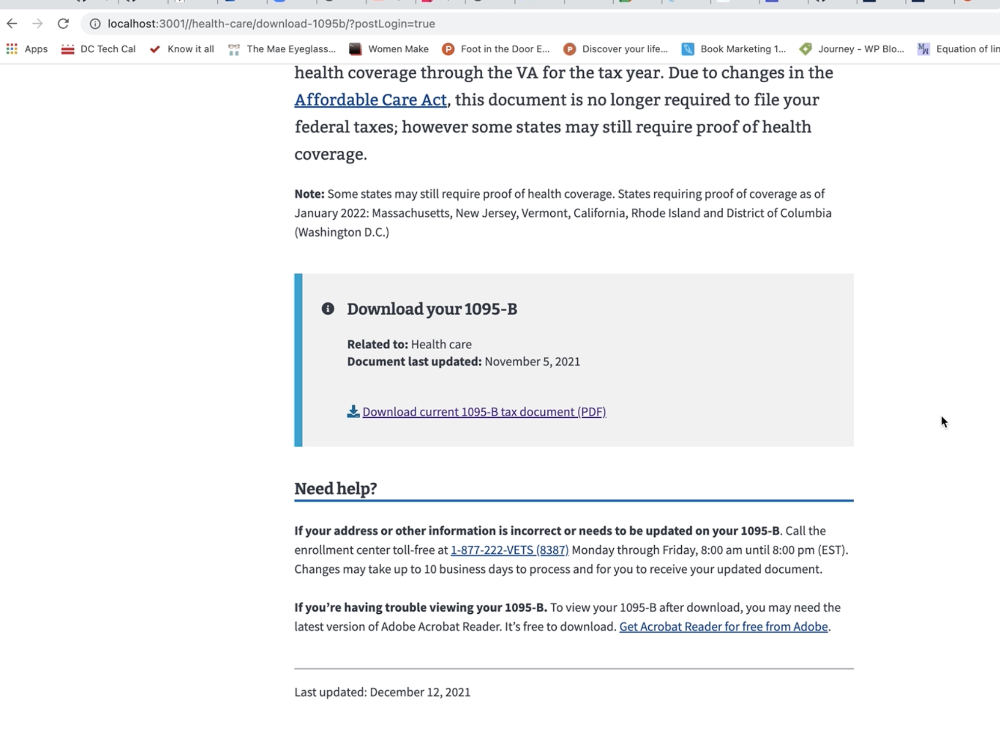 localhost:3001//health-care/download-1095b/?postLogin=true
Apps DC Tech Cal Know it all The Mae Eyeglass... Women Make Foot in the Door E... Discover your life... Book Marketing 1... Journey - WP Blo... Equation of lin
health coverage through the VA for the tax year. Due to changes in the
Affordable Care Act, this document is no longer required to file your
federal taxes; however some states may still require proof of health
coverage.
Note: Some states may still require proof of health coverage. States requiring proof of coverage as of
January 2022: Massachusetts, New Jersey, Vermont, California, Rhode Island and District of Columbia
(Washington D.C.)
Download your 1095-B
Related to: Health care
Document last updated: November 5, 2021
Download current 1095-B tax document (PDF)
Need help?
If your address or other information is incorrect or needs to be updated on your 1095-B. Call the
enrollment center toll-free at 1-877-222-VETS (8387) Monday through Friday, 8:00 am until 8:00 pm (EST).
Changes may take up to 10 business days to process and for you to receive your updated document.
If you’re having trouble viewing your 1095-B. To view your 1095-B after download, you may need the
latest version of Adobe Acrobat Reader. It’s free to download. Get Acrobat Reader for free from Adobe.
Last updated: December 12, 2021